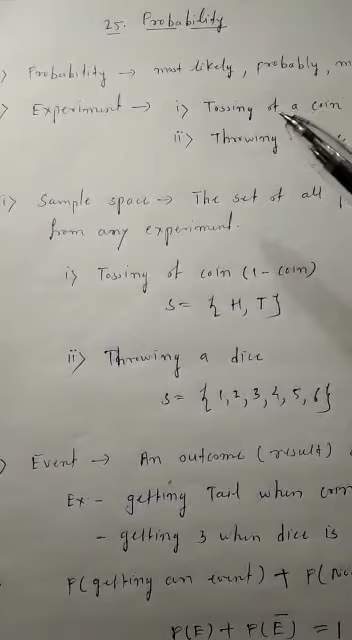 25. Probability
> Probability → most likely, probably, m
> Experiment → i> Tossing of a coin
ii> Throwing
i> Sample space → The set of all
from any experiment.
i> Tossing of coin (1-coin)
S = { H, T }
ii> Throwing a dice
S = { 1, 2, 3, 4, 5, 6 }
> Event → An outcome (result)
Ex - getting Tail when coin
- getting 3 when dice is
P(getting an event) + P(No
P(E) + P(E̅) = 1